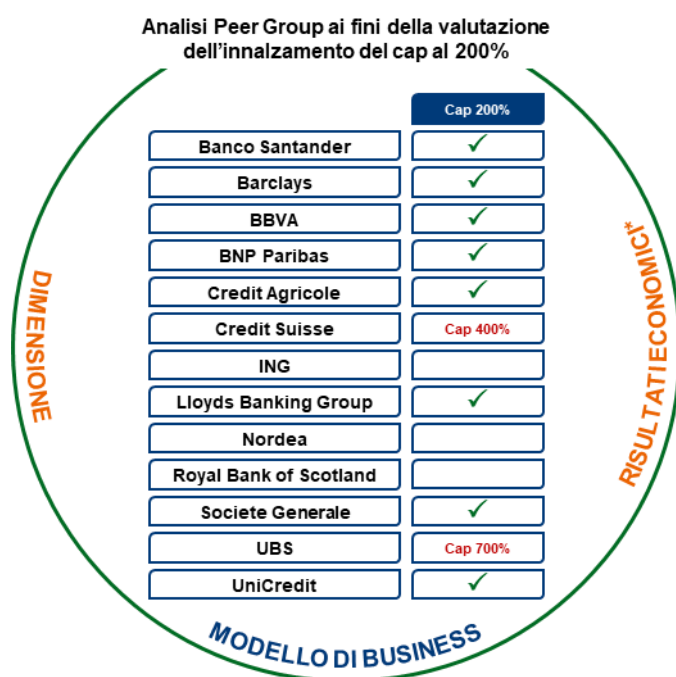 Analisi Peer Group ai fini della valutazione
dell'innalzamento del cap al 200%
Cap 200%
Banco Santander ✓
Barclays ✓
BBVA ✓
BNP Paribas ✓
Credit Agricole ✓
Credit Suisse Cap 400%
ING
Lloyds Banking Group ✓
Nordea
Royal Bank of Scotland
Societe Generale ✓
UBS Cap 700%
UniCredit ✓
DIMENSIONE
RISULTATI ECONOMICI*
MODELLO DI BUSINESS